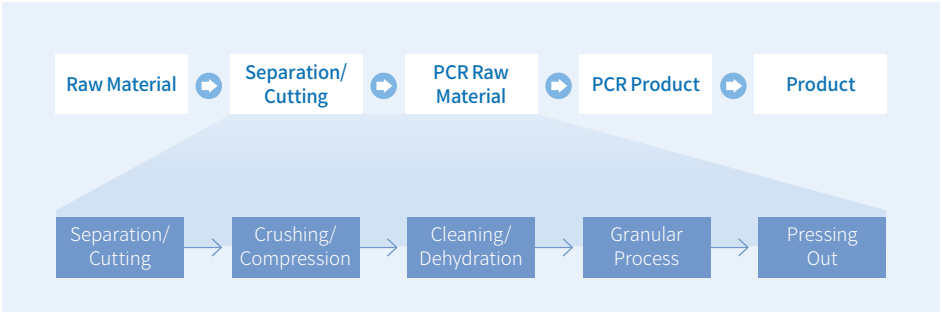 Raw Material
Separation/
Cutting
PCR Raw
Material
PCR Product
Product
Separation/
Cutting
Crushing/
Compression
Cleaning/
Dehydration
Granular
Process
Pressing
Out